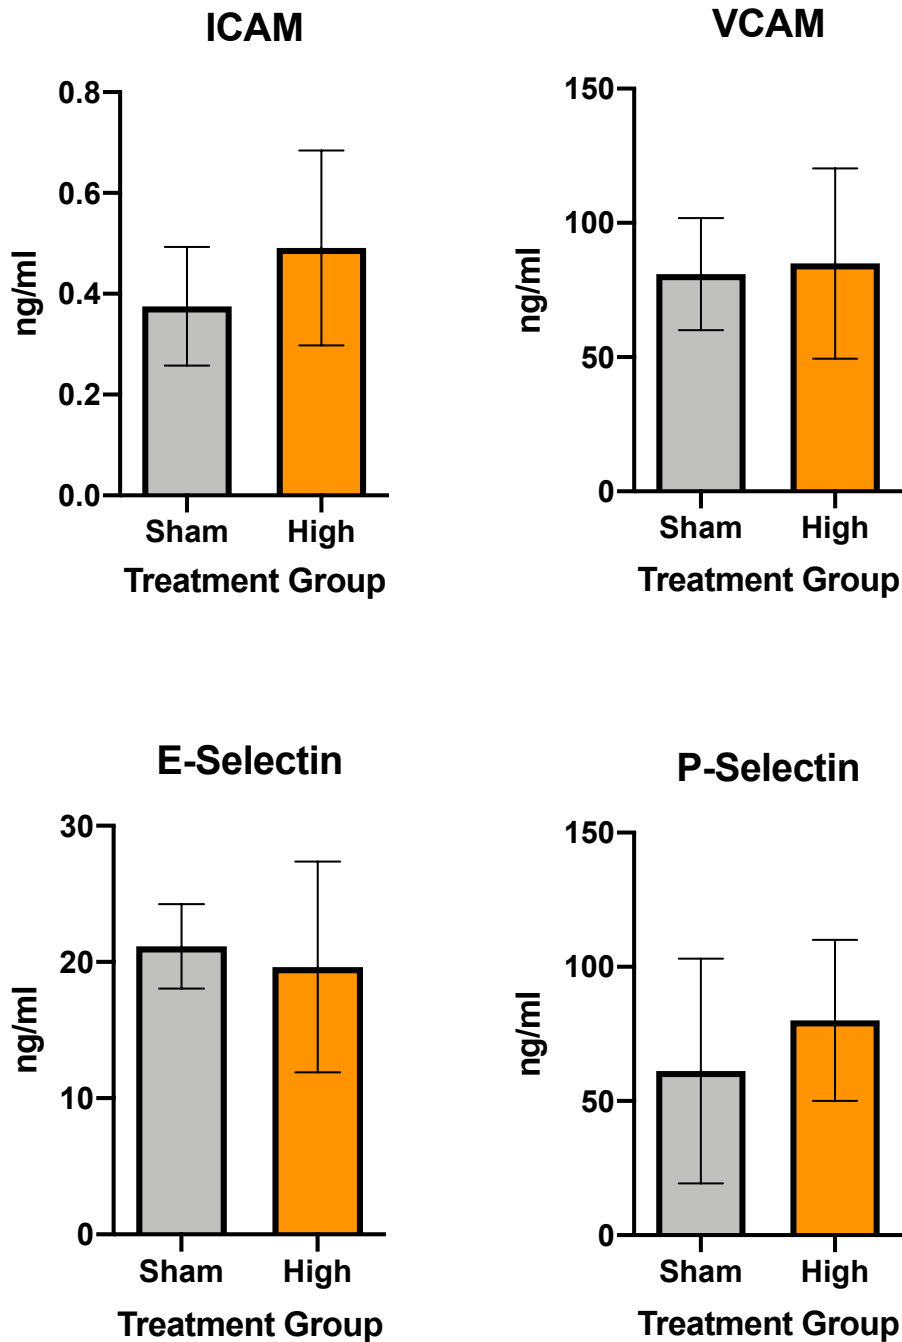 ICAM
0.8
0.6
0.4
0.2
0.0
ng/ml
Sham High
Treatment Group
VCAM
150
100
50
0
ng/ml
Sham High
Treatment Group
E-Selectin
30
20
10
0
ng/ml
Sham High
Treatment Group
P-Selectin
150
100
50
0
ng/ml
Sham High
Treatment Group